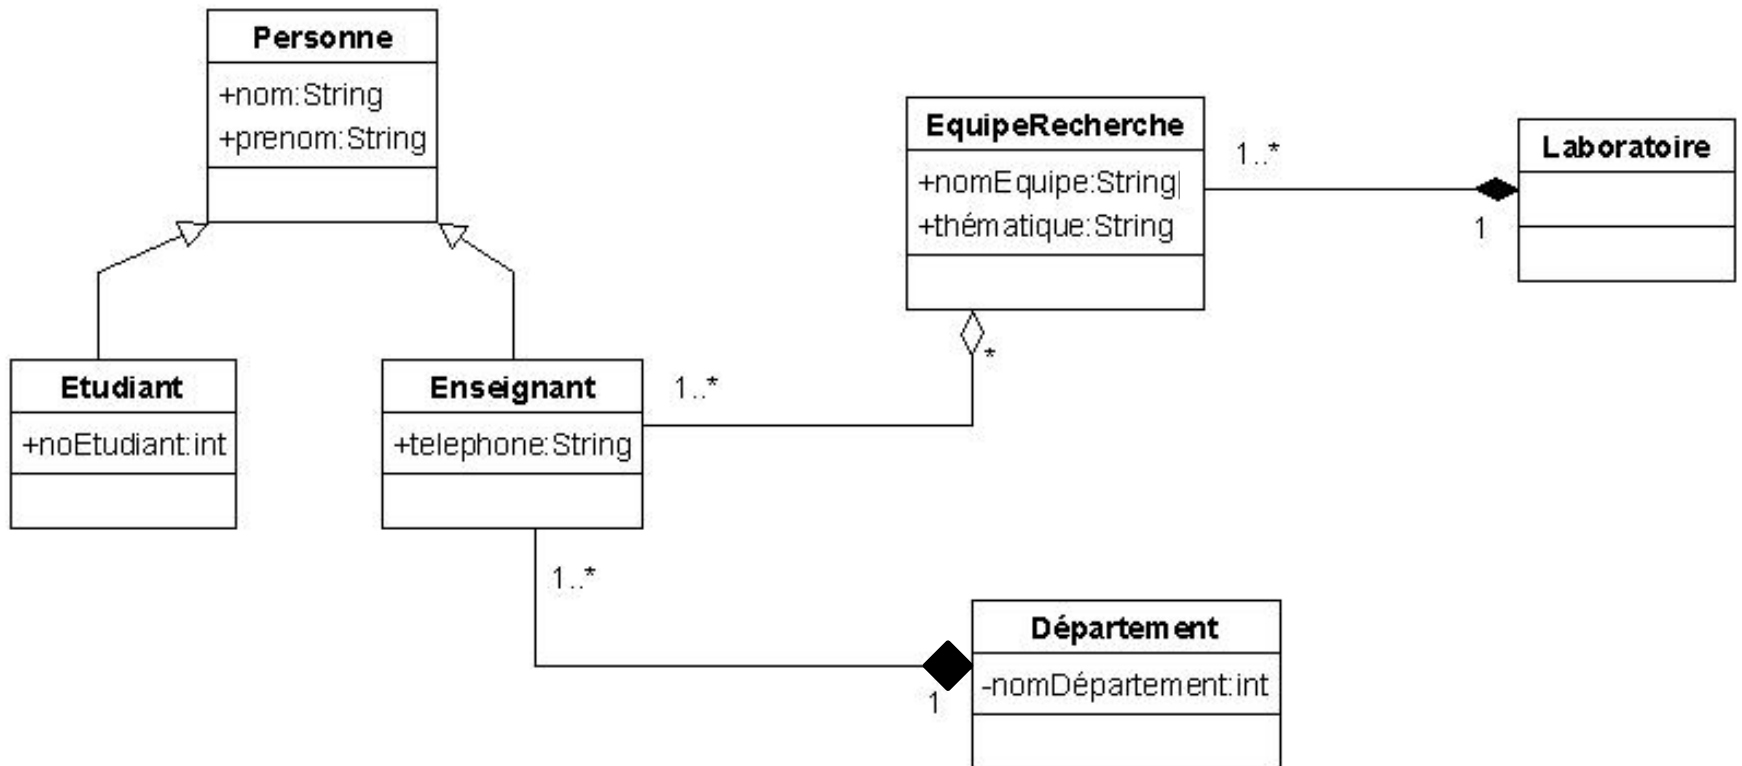 Personne
+nom:String
+prenom:String
EquipeRecherche
+nomEquipe:String
+thématique:String
1..*
Laboratoire
1
*
Etudiant
+noEtudiant:int
Enseignant
+telephone:String
1..*
1..*
Département
-nomDépartement:int
1